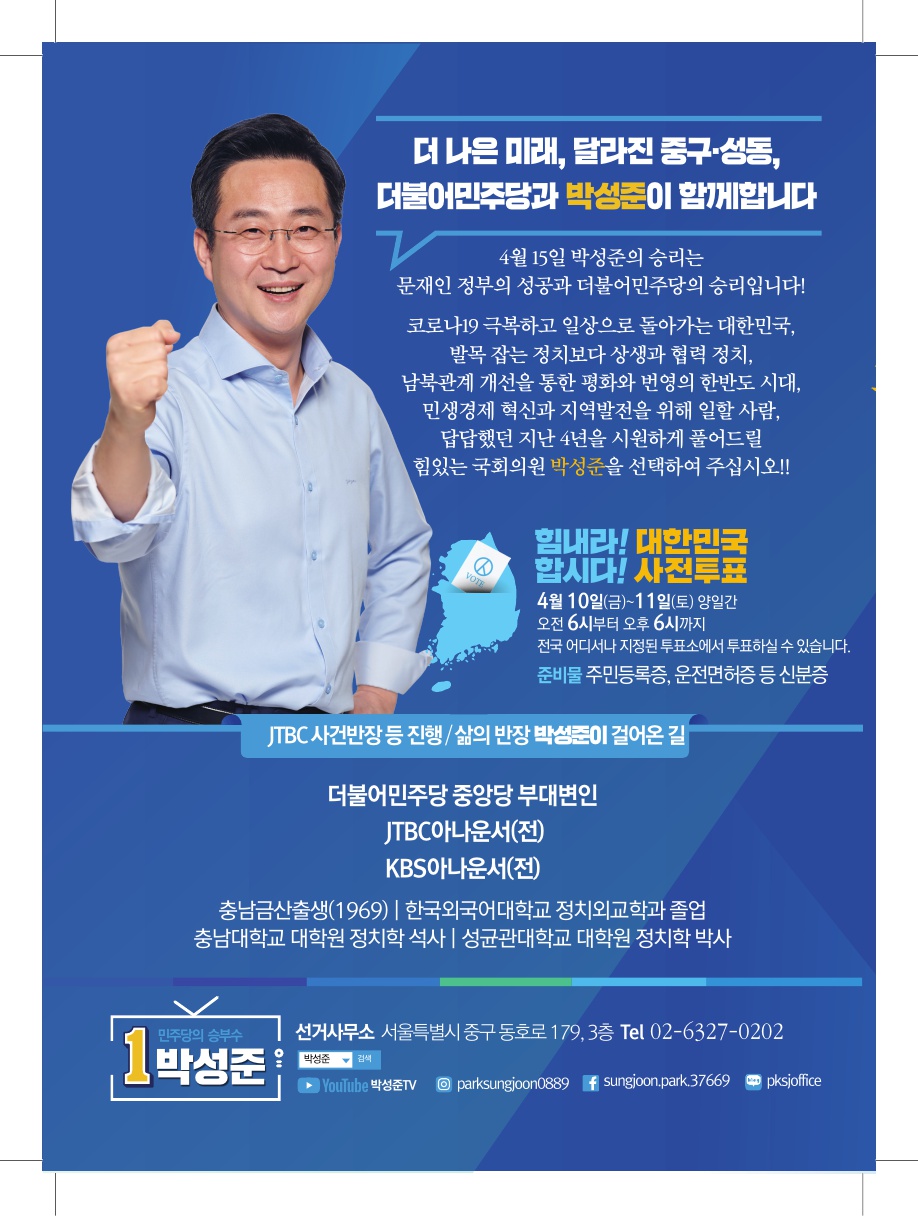 더 나은 미래, 달라진 중구·성동,
더불어민주당과 박성준이 함께합니다
4월 15일 박성준의 승리는
문재인 정부의 성공과 더불어민주당의 승리입니다!
코로나19 극복하고 일상으로 돌아가는 대한민국,
발목 잡는 정치보다 상생과 협력 정치,
남북관계 개선을 통한 평화와 번영의 한반도 시대,
민생경제 혁신과 지역발전을 위해 일할 사람,
답답했던 지난 4년을 시원하게 풀어드릴
힘있는 국회의원 박성준을 선택하여 주십시오!!
VOTE
힘내라! 대한민국
합시다! 사전투표
4월 10일(금)~11일(토) 양일간
오전 6시부터 오후 6시까지
전국 어디서나 지정된 투표소에서 투표하실 수 있습니다.
준비물 주민등록증, 운전면허증 등 신분증
JTBC 사건반장 등 진행 / 삶의 반장 박성준이 걸어온 길
더불어민주당 중앙당 부대변인
JTBC아나운서(전)
KBS아나운서(전)
충남금산출생(1969) | 한국외국어대학교 정치외교학과 졸업
충남대학교 대학원 정치학 석사 | 성균관대학교 대학원 정치학 박사
민주당의 승부수
1 박성준
선거사무소 서울특별시 중구 동호로 179, 3층 Tel 02-6327-0202
박성준 검색
YouTube 박성준TV parksungjoon0889 sungjoon.park.37669 blog pksjoffice